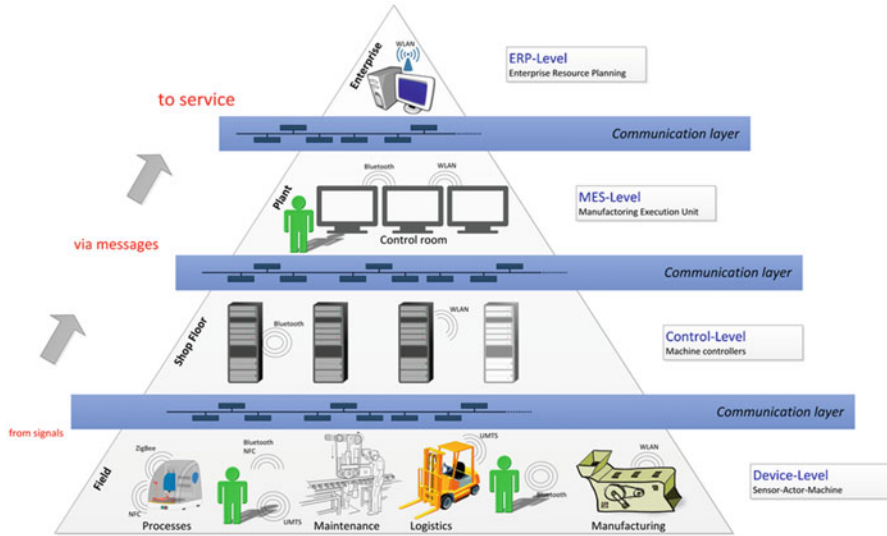 WLAN
Enterprise
ERP-Level
Enterprise Resource Planning
to service
Communication layer
Bluetooth
WLAN
Plant
MES-Level
Manufactoring Execution Unit
Control room
via messages
Communication layer
Shop Floor
Bluetooth
WLAN
Control-Level
Machine controllers
Communication layer
from signals
Field
ZigBee
Bluetooth
NFC
UMTS
WLAN
Device-Level
Sensor-Actor-Machine
NFC
UMTS
Bluetooth
Processes
Maintenance
Logistics
Manufacturing